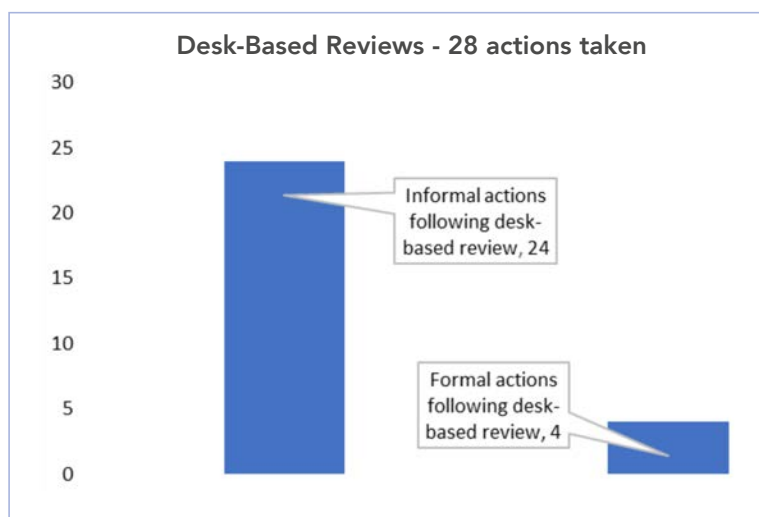 Desk-Based Reviews - 28 actions taken
30
25
20
15
10
5
0
Informal actions
following desk-
based review, 24
Formal actions
following desk-
based review, 4